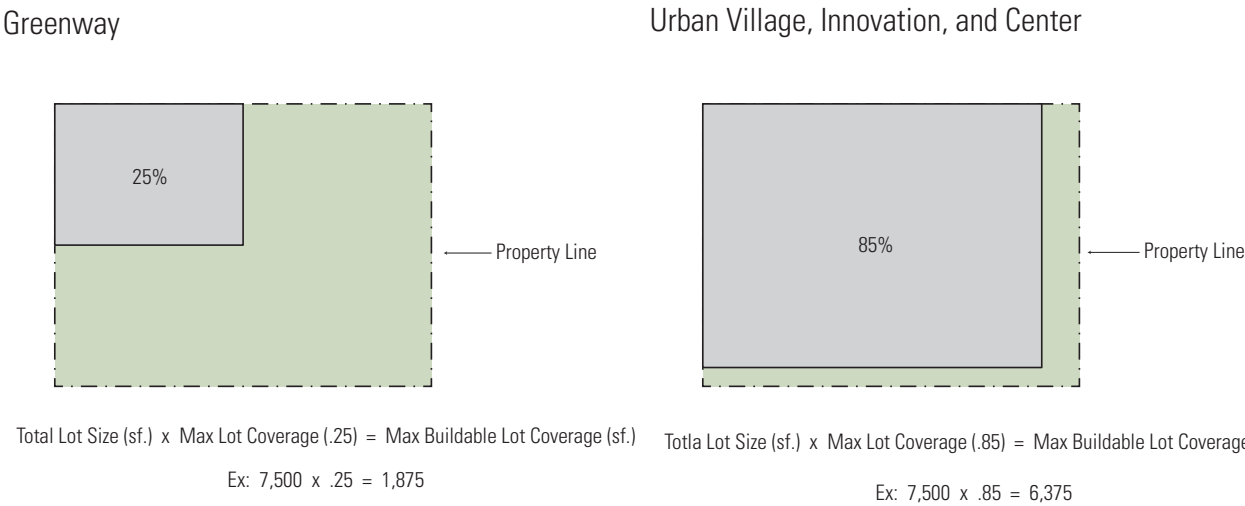 Greenway
25%
Property Line
Total Lot Size (sf.) x Max Lot Coverage (.25) = Max Buildable Lot Coverage (sf.)
Ex: 7,500 x .25 = 1,875
Urban Village, Innovation, and Center
85%
Property Line
Totla Lot Size (sf.) x Max Lot Coverage (.85) = Max Buildable Lot Coverage
Ex: 7,500 x .85 = 6,375